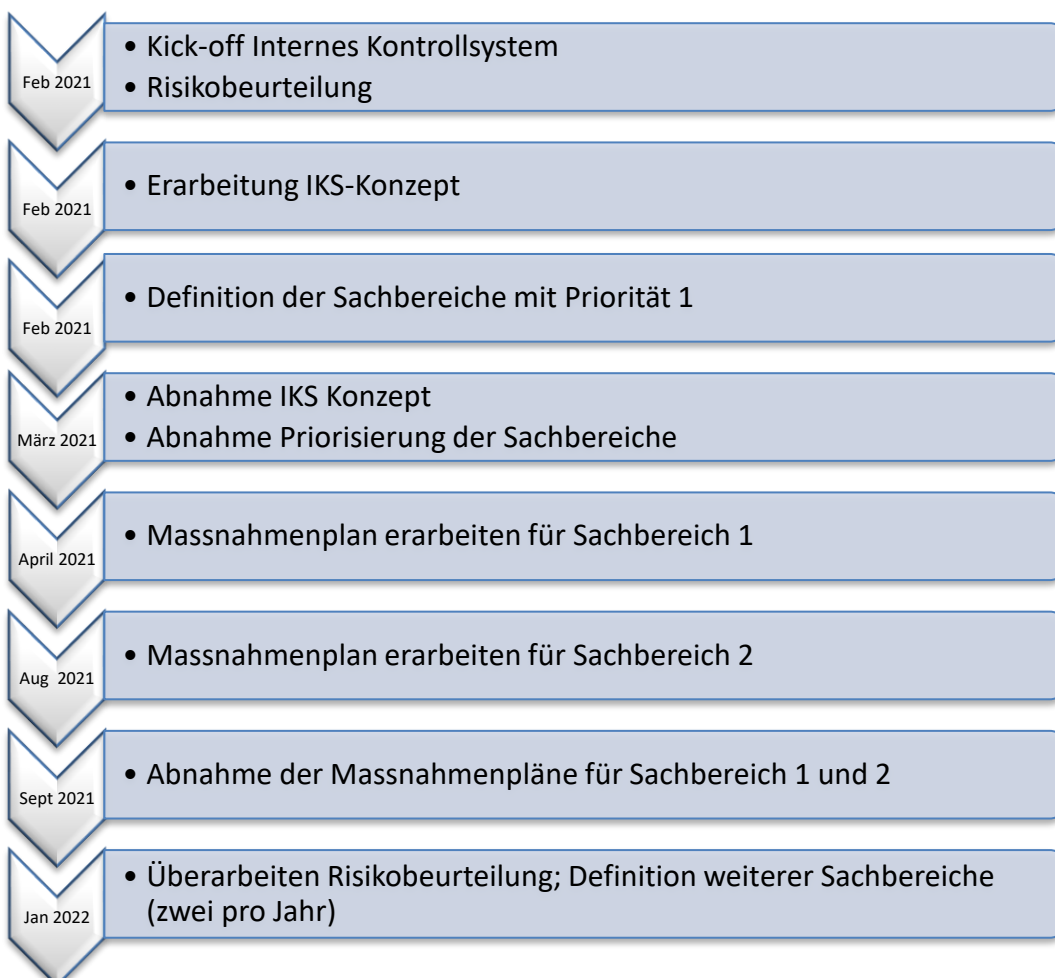 Feb 2021
• Kick-off Internes Kontrollsystem
• Risikobeurteilung
Feb 2021
• Erarbeitung IKS-Konzept
Feb 2021
• Definition der Sachbereiche mit Priorität 1
März 2021
• Abnahme IKS Konzept
• Abnahme Priorisierung der Sachbereiche
April 2021
• Massnahmenplan erarbeiten für Sachbereich 1
Aug 2021
• Massnahmenplan erarbeiten für Sachbereich 2
Sept 2021
• Abnahme der Massnahmenpläne für Sachbereich 1 und 2
Jan 2022
• Überarbeiten Risikobeurteilung; Definition weiterer Sachbereiche
(zwei pro Jahr)